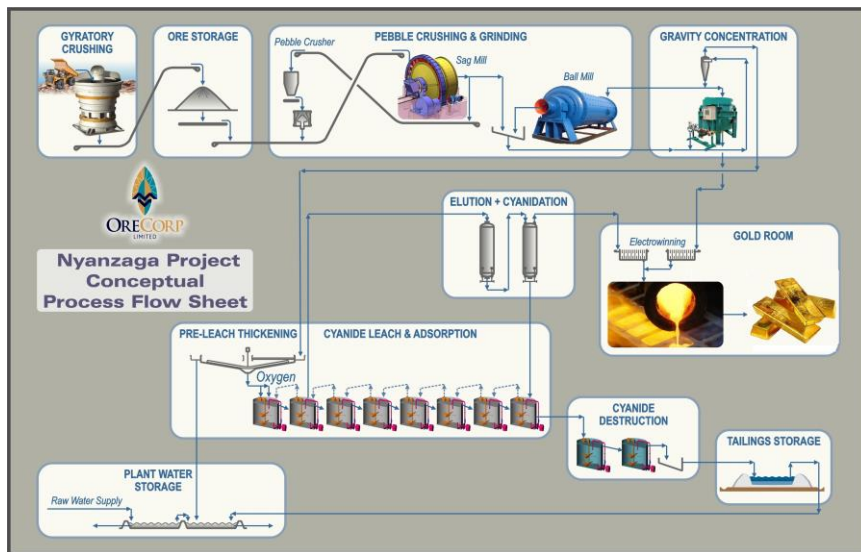 GYRATORY
CRUSHING
ORE STORAGE
PEBBLE CRUSHING & GRINDING
Pebble Crusher
Sag Mill
Ball Mill
GRAVITY CONCENTRATION
ORECORP
LIMITED
Nyanzaga Project
Conceptual
Process Flow Sheet
ELUTION + CYANIDATION
GOLD ROOM
Electrowinning
PRE-LEACH THICKENING
CYANIDE LEACH & ADSORPTION
Oxygen
CYANIDE
DESTRUCTION
TAILINGS STORAGE
PLANT WATER
STORAGE
Raw Water Supply